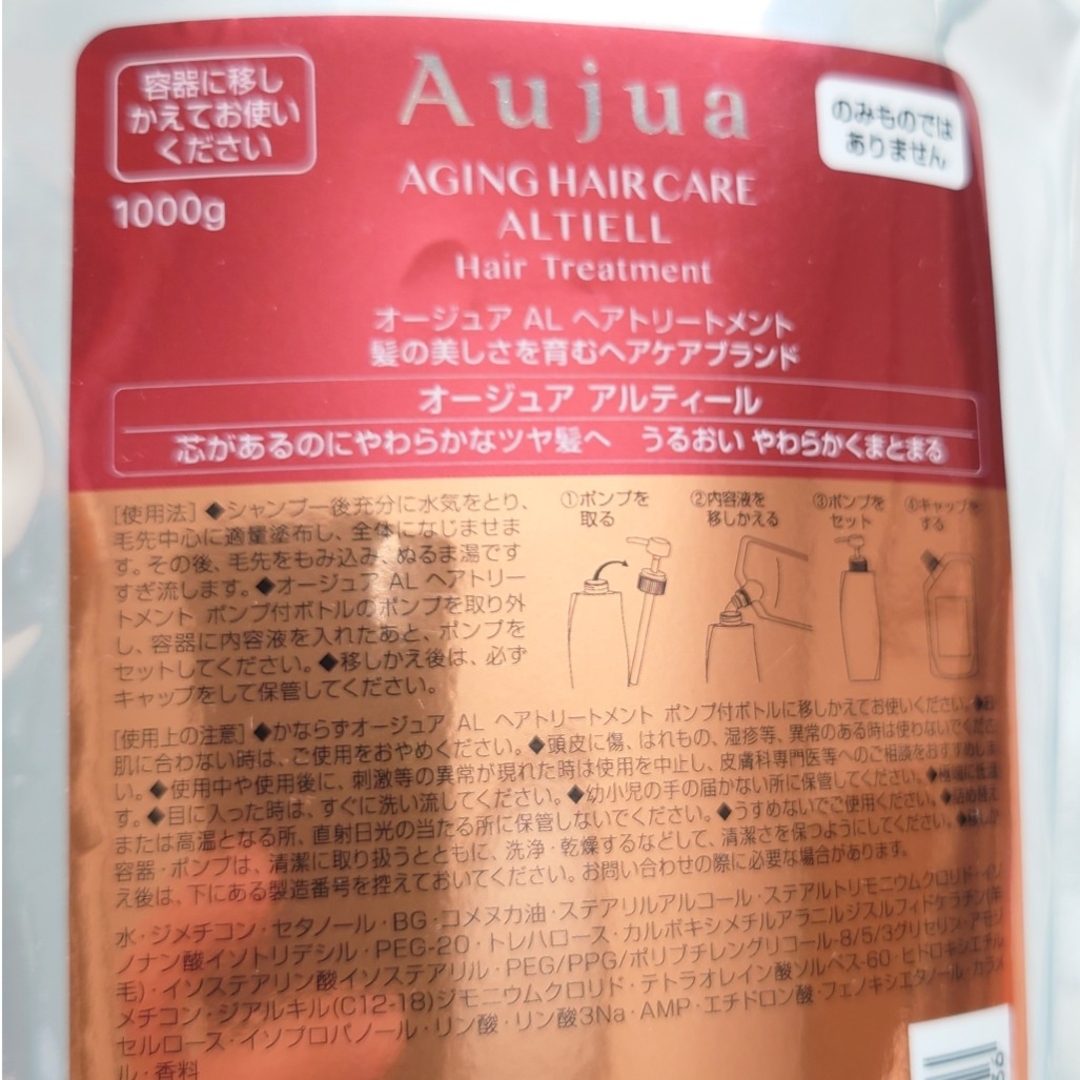 容器に移し
かえてお使い
ください
Aujua
のみものでは
ありません
1000g
AGING HAIR CARE
ALTIELL
Hair Treatment
オージュア AL ヘアトリートメント
髪の美しさを育むヘアケアブランド
オージュア アルティール
芯があるのにやわらかなツヤ髪へ うるおい やわらかくまとまる
[使用法]◆シャンプー後充分に水気をとり、
毛先中心に適量塗布し、全体になじませま
す。その後、毛先をもみ込み、ぬるま湯です
すぎ流します。◆オージュア AL ヘアトリー
トメント ポンプ付ボトルのポンプを取り外
し、容器に内容液を入れたあと、ポンプを
セットしてください。◆移しかえ後は、必ず
キャップをして保管してください。
①ポンプを
取る
②内容液を
移しかえる
③ポンプを
セット
④キャップを
する
[使用上の注意]◆かならずオージュア AL ヘアトリートメント ポンプ付ボトルに移しかえてお使いください。◆お
肌に合わない時は、ご使用をおやめください。◆頭皮に傷、はれもの、湿疹等、異常のある時は使わないでくださ
い。◆使用中や使用後に、刺激等の異常が現れた時は使用を中止し、皮膚科専門医等へのご相談をおすすめしま
す。◆目に入った時は、すぐに洗い流してください。◆幼小児の手の届かない所に保管してください。◆極端に低温
または高温となる所、直射日光の当たる所に保管しないでください。◆うすめないでご使用ください。◆詰め替え
容器・ポンプは、清潔に取り扱うとともに、洗浄・乾燥するなどして、清潔さを保つようにしてください。◆移しか
え後は、下にある製造番号を控えておいてください。お問い合わせの際に必要な場合があります。
水・ジメチコン・セタノール・BG・コメヌカ油・ステアリルアルコール・ステアルトリモニウムクロリド・イソ
ノナン酸イソトリデシル・PEG-20・トレハロース・カルボキシメチルアラニルジスルフィドケラチン(羊
毛)・イソステアリン酸イソステアリル・PEG/PPG/ポリブチレングリコール-8/5/3グリセリン・アモジ
メチコン・ジアルキル(C12-18)ジモニウムクロリド・テトラオレイン酸ソルベス-60・ヒドロキシエチル
セルロース・イソプロパノール・リン酸・リン酸3Na・AMP・エチドロン酸・フェノキシエタノール・カラメ
ル・香料